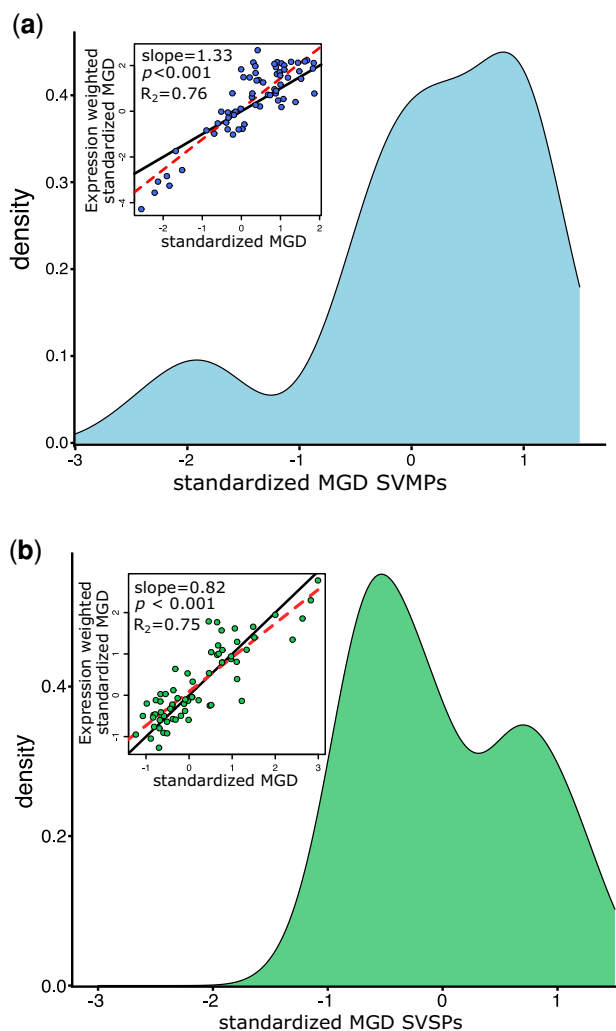 (a)
slope=1.33
p<0.001
R2=0.76
Expression weighted
standardized MGD
-4 -2 0 2
-2 -1 0 1 2
standardized MGD
density
0.4
0.3
0.2
0.1
0.0
-3 -2 -1 0 1
standardized MGD SVMPs
(b)
slope=0.82
p < 0.001
R2=0.75
Expression weighted
standardized MGD
-1 0 1 2
-1 0 1 2 3
standardized MGD
density
0.4
0.2
0.0
-3 -2 -1 0 1
standardized MGD SVSPs